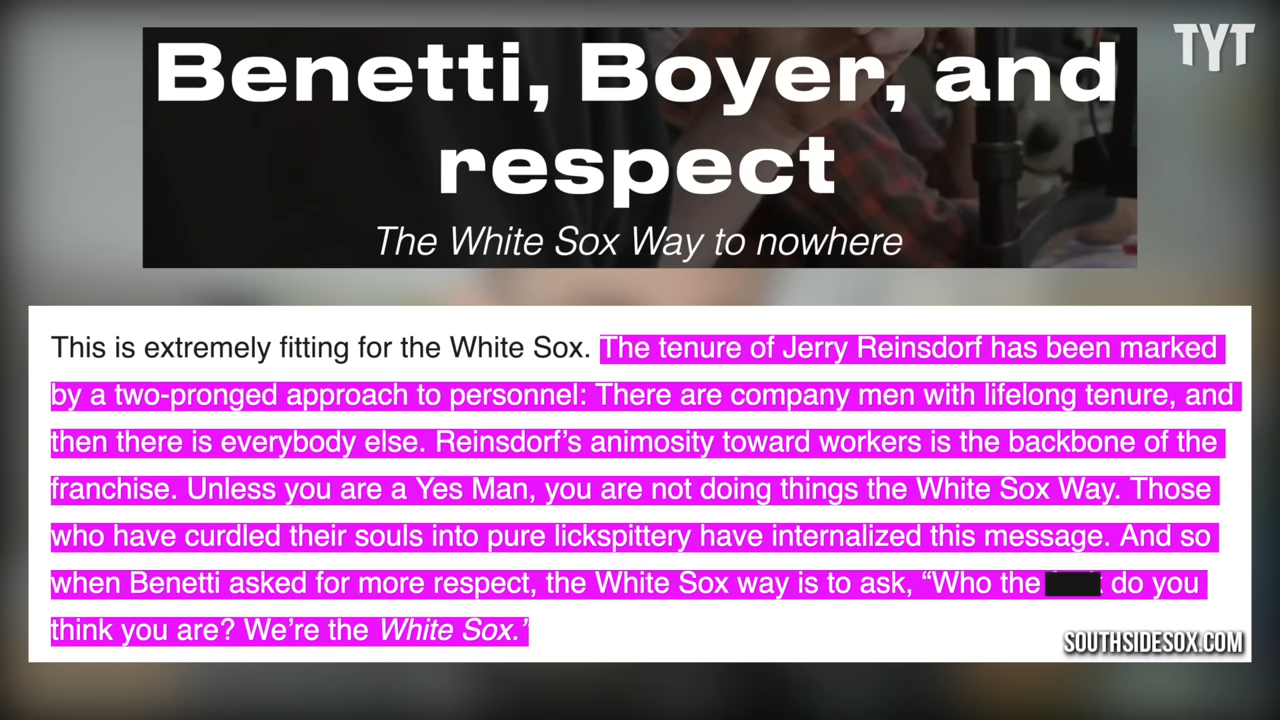 TYT
Benetti, Boyer, and
respect
The White Sox Way to nowhere
This is extremely fitting for the White Sox. The tenure of Jerry Reinsdorf has been marked
by a two-pronged approach to personnel: There are company men with lifelong tenure, and
then there is everybody else. Reinsdorf’s animosity toward workers is the backbone of the
franchise. Unless you are a Yes Man, you are not doing things the White Sox Way. Those
who have curdled their souls into pure lickspittery have internalized this message. And so
when Benetti asked for more respect, the White Sox way is to ask, “Who the do you
think you are? We’re the White Sox.’
SOUTHSIDESOX.COM